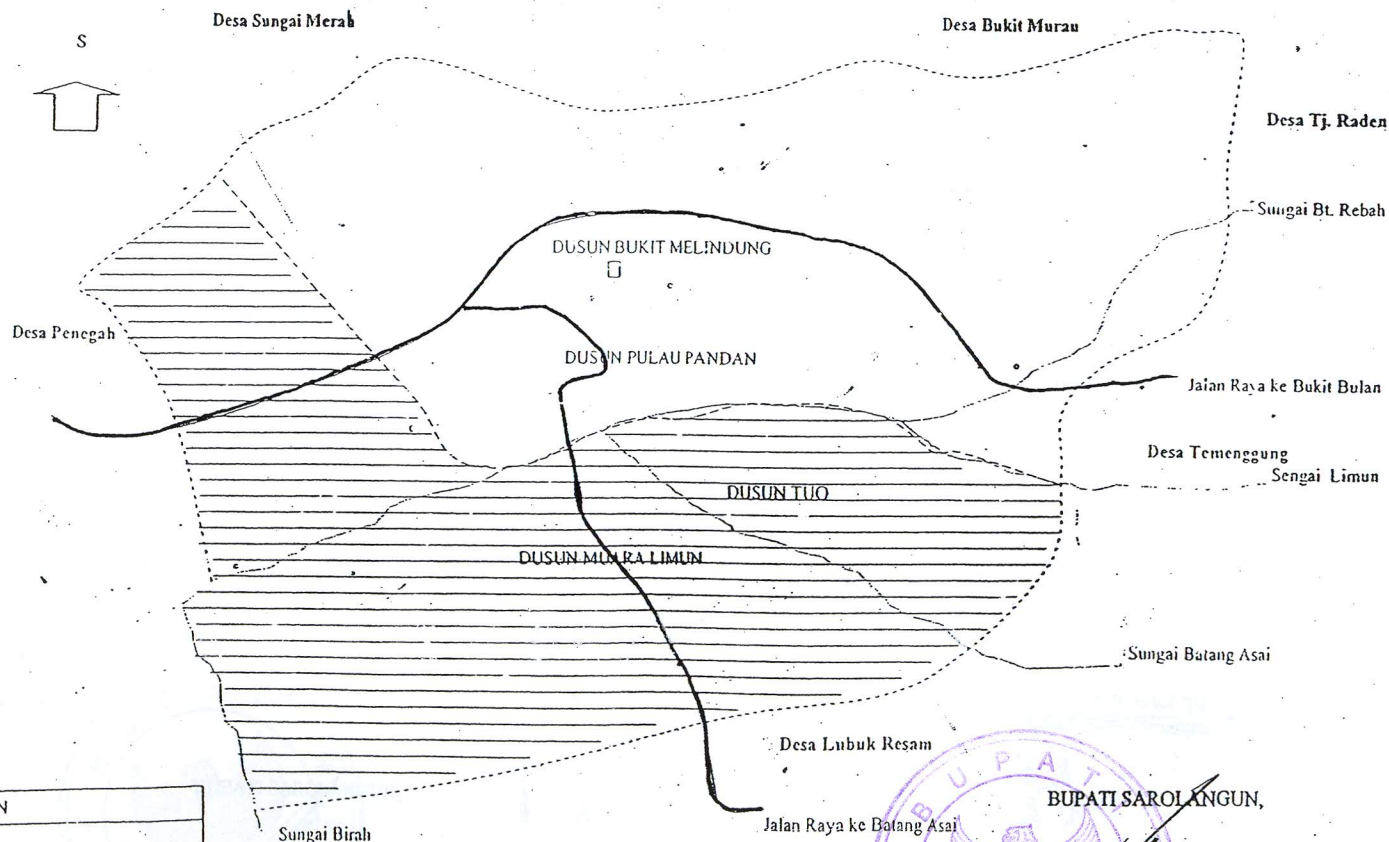 Desa Sungai Merah
Desa Bukit Murau
S
Desa Tj. Raden
Sungai Bt. Rebah
DUSUN BUKIT MELINDUNG
Desa Penegah
DUSUN PULAU PANDAN
Jalan Raya ke Bukit Bulan
Desa Temenggung
Sengai Limun
DUSUN TUO
DUSUN MUARA LIMUN
Sungai Batang Asai
Desa Lubuk Resam
BUPATI
BUPATI SAROLANGUN,
N
Jalan Raya ke Batang Asai
Sungai Birah